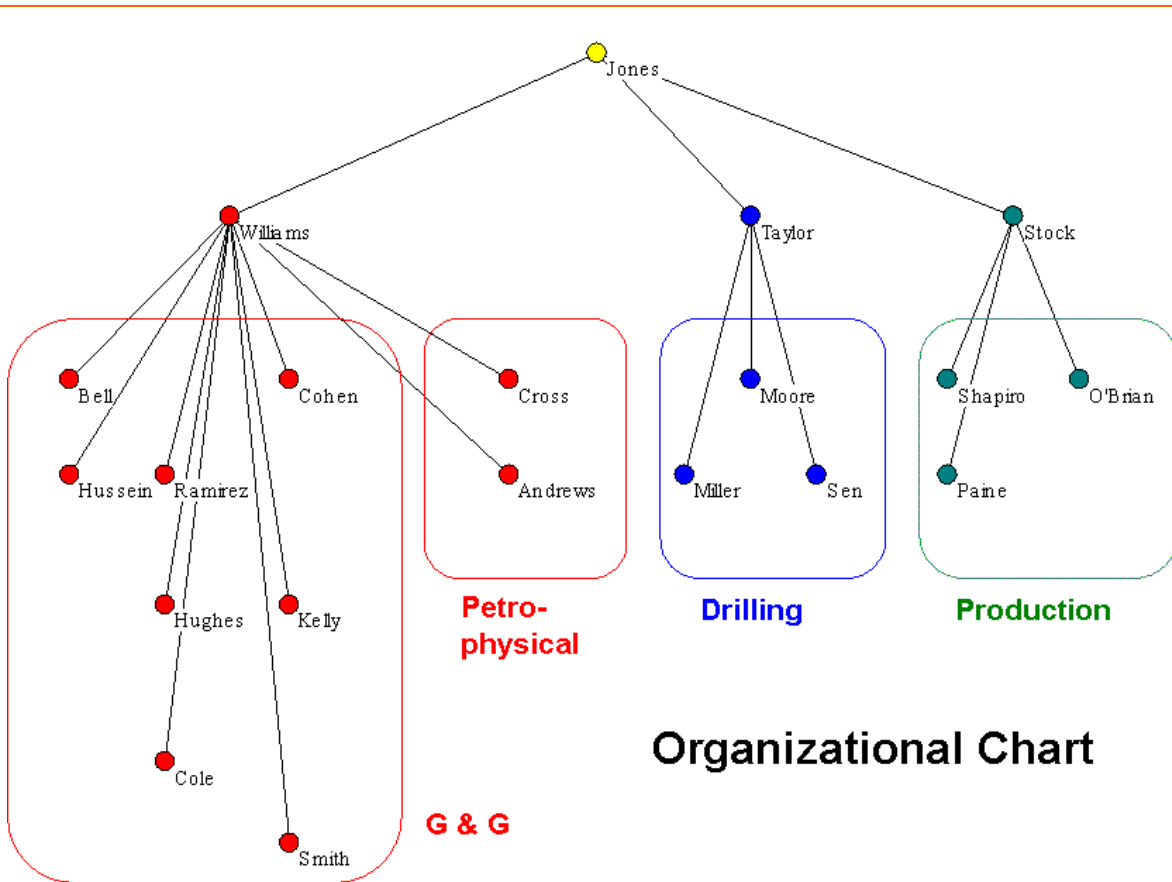 Jones
Williams
Taylor
Stock
Bell
Cohen
Cross
Moore
Shapiro
O'Brian
Hussein
Ramirez
Andrews
Miller
Sen
Paine
Hughes
Kelly
Petro-
physical
Drilling
Production
Organizational Chart
Cole
G & G
Smith